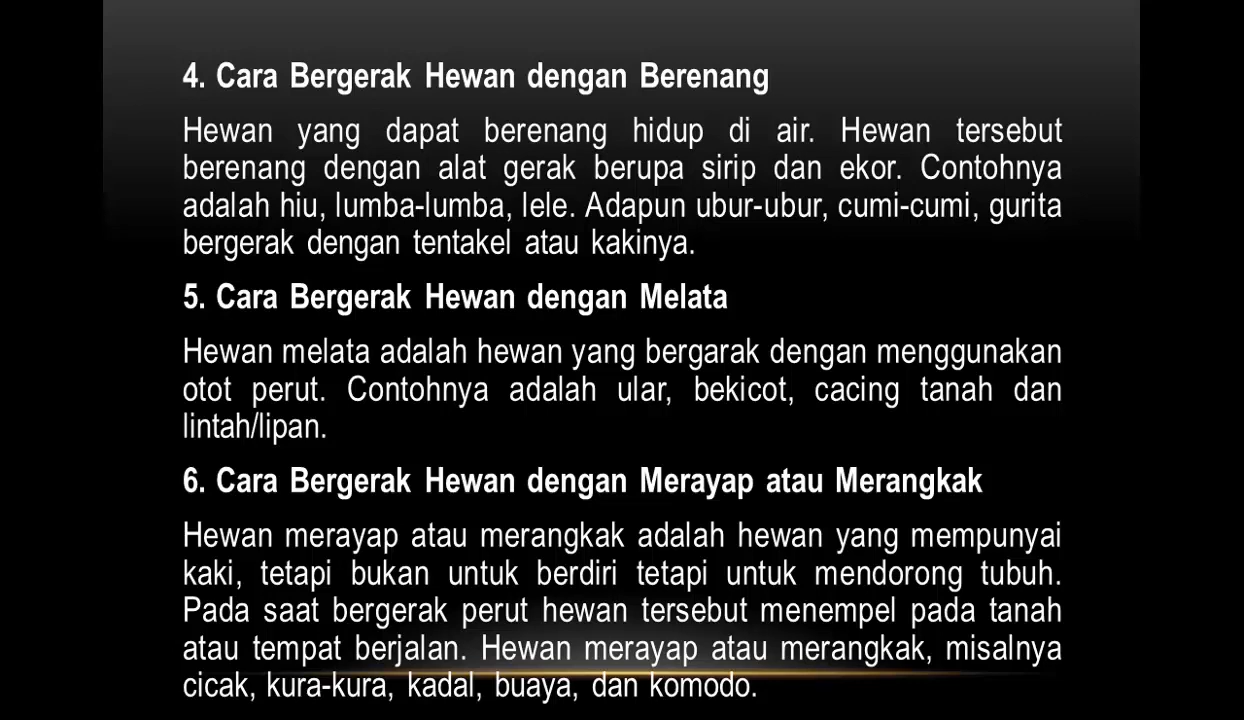 4. Cara Bergerak Hewan dengan Berenang
Hewan yang dapat berenang hidup di air. Hewan tersebut
berenang dengan alat gerak berupa sirip dan ekor. Contohnya
adalah hiu, lumba-lumba, lele. Adapun ubur-ubur, cumi-cumi, gurita
bergerak dengan tentakel atau kakinya.
5. Cara Bergerak Hewan dengan Melata
Hewan melata adalah hewan yang bergarak dengan menggunakan
otot perut. Contohnya adalah ular, bekicot, cacing tanah dan
lintah/lipan.
6. Cara Bergerak Hewan dengan Merayap atau Merangkak
Hewan merayap atau merangkak adalah hewan yang mempunyai
kaki, tetapi bukan untuk berdiri tetapi untuk mendorong tubuh.
Pada saat bergerak perut hewan tersebut menempel pada tanah
atau tempat berjalan. Hewan merayap atau merangkak, misalnya
cicak, kura-kura, kadal, buaya, dan komodo.